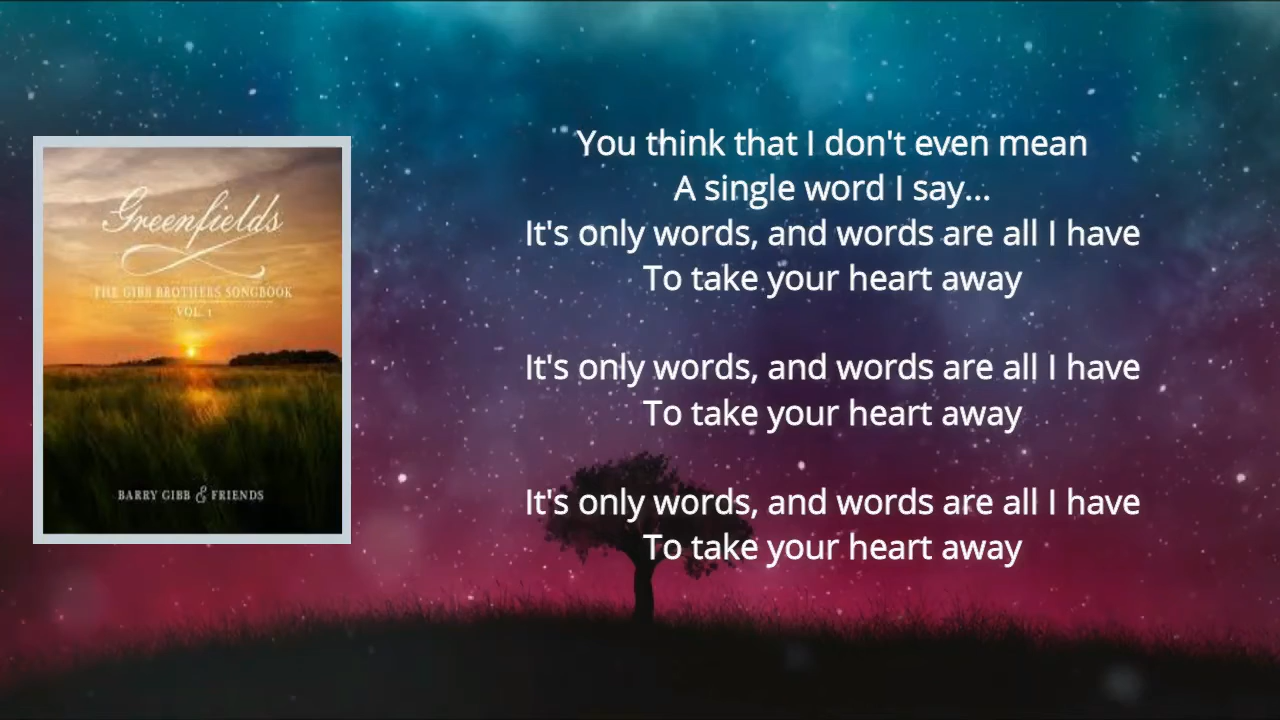 Greenfields
THE GIBB BROTHERS SONGBOOK
VOL. 1
BARRY GIBB & FRIENDS
You think that I don't even mean
A single word I say...
It's only words, and words are all I have
To take your heart away
It's only words, and words are all I have
To take your heart away
It's only words, and words are all I have
To take your heart away